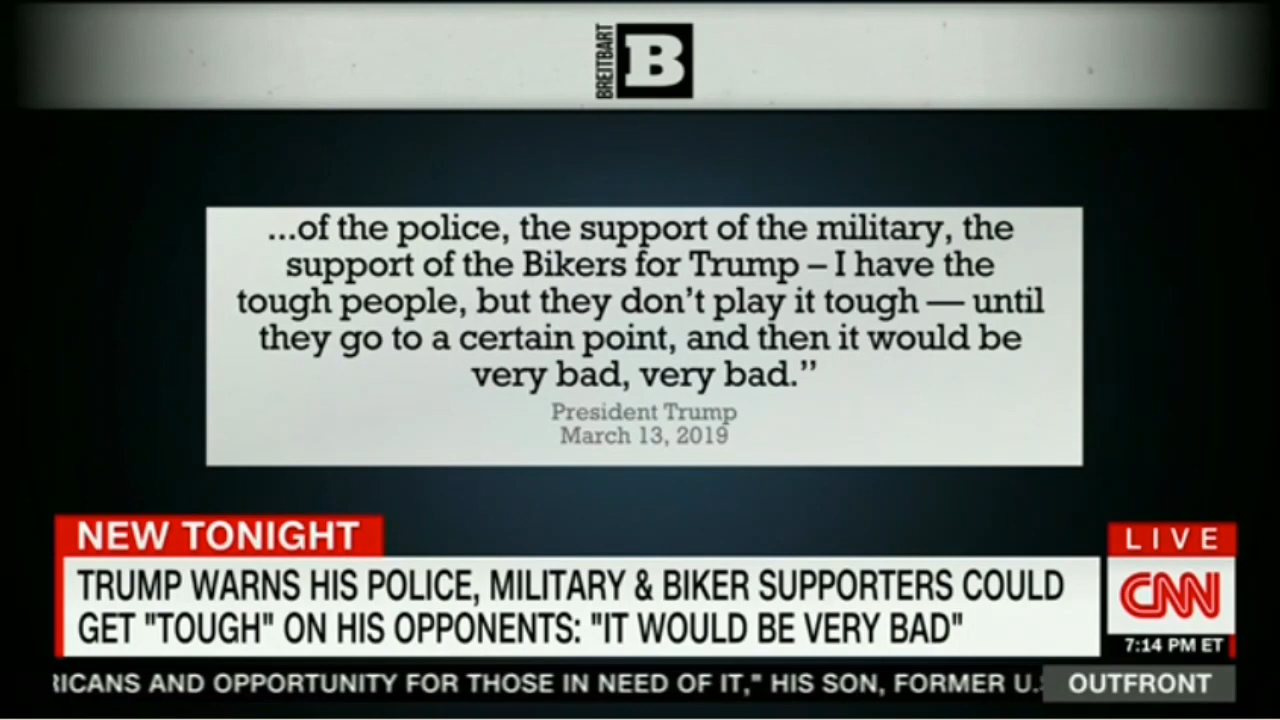 BREITBART
B
...of the police, the support of the military, the
support of the Bikers for Trump – I have the
tough people, but they don’t play it tough — until
they go to a certain point, and then it would be
very bad, very bad.”
President Trump
March 13, 2019
NEW TONIGHT
TRUMP WARNS HIS POLICE, MILITARY & BIKER SUPPORTERS COULD
GET "TOUGH" ON HIS OPPONENTS: "IT WOULD BE VERY BAD"
LIVE
CNN
7:14 PM ET
RICANS AND OPPORTUNITY FOR THOSE IN NEED OF IT," HIS SON, FORMER U.S
OUTFRONT